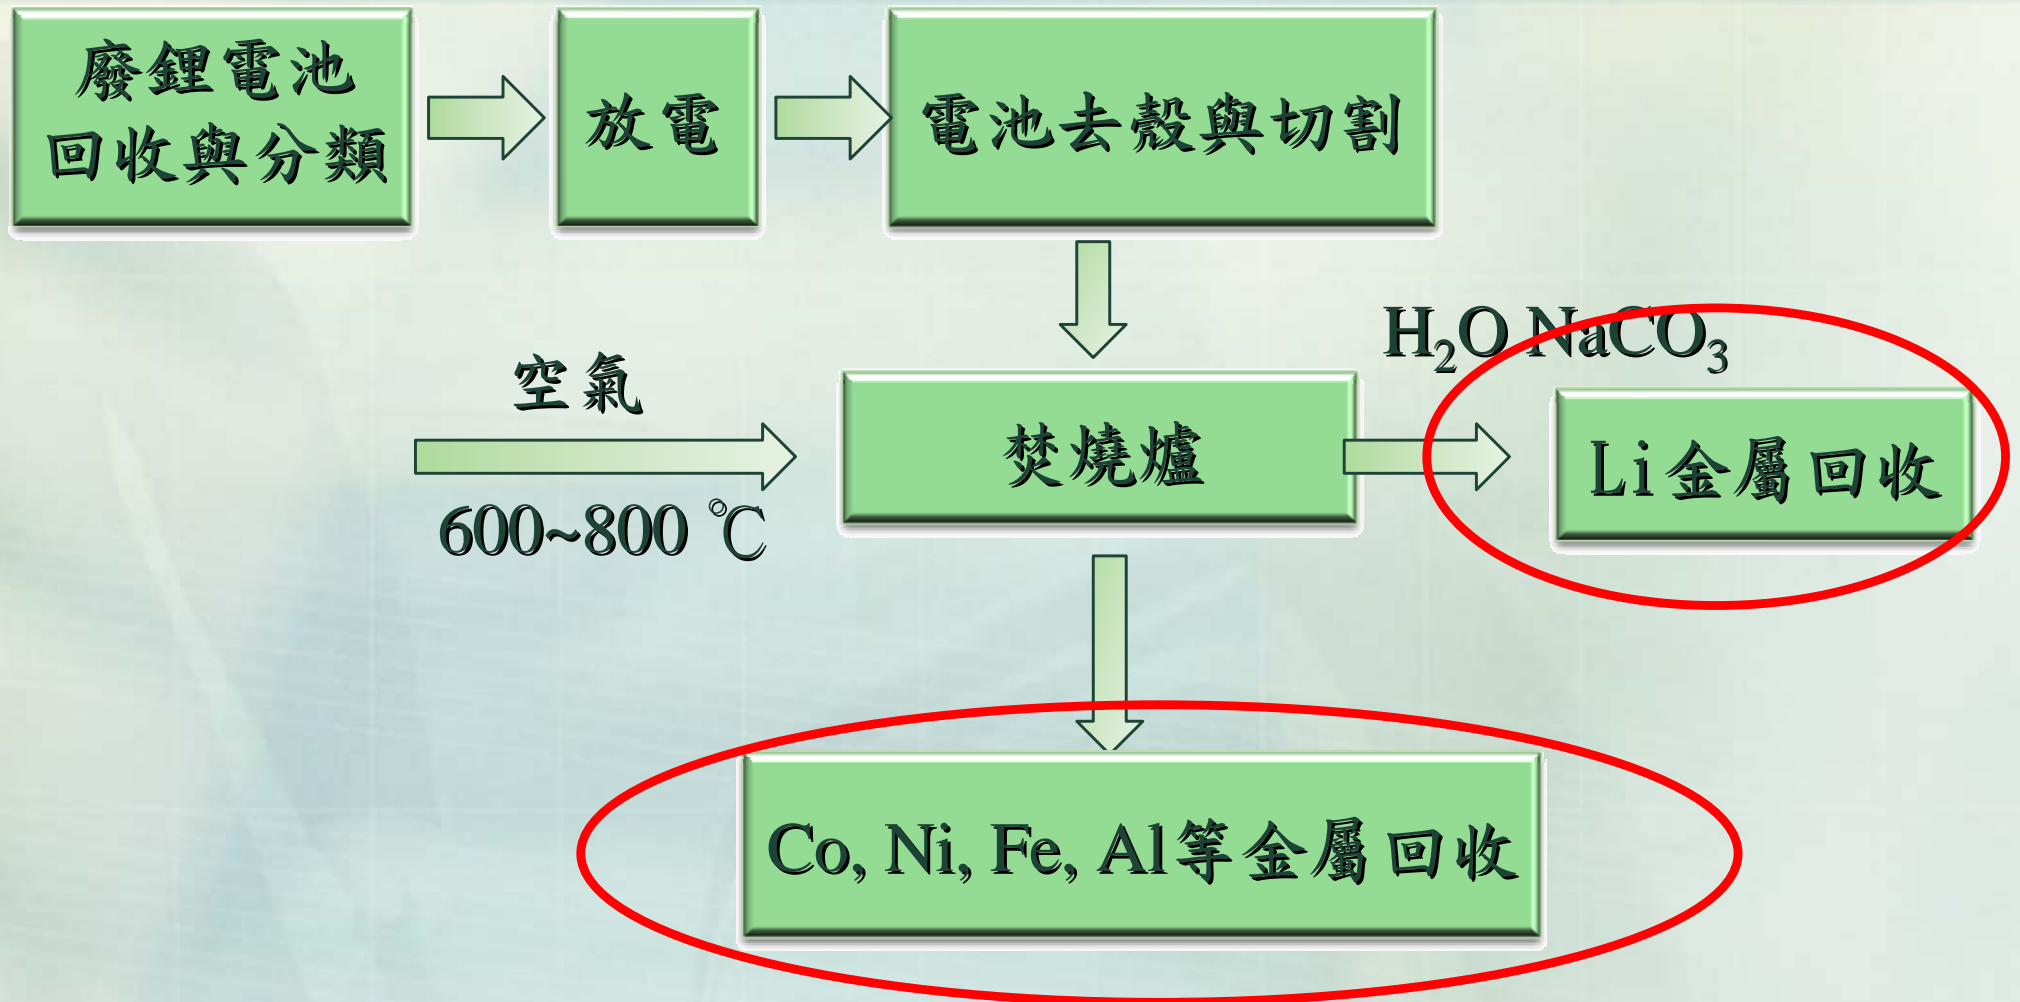 廢鋰電池
回收與分類
放電
電池去殼與切割
H₂O NaCO₃
空氣
焚燒爐
Li金屬回收
600~800 ℃
Co, Ni, Fe, Al等金屬回收